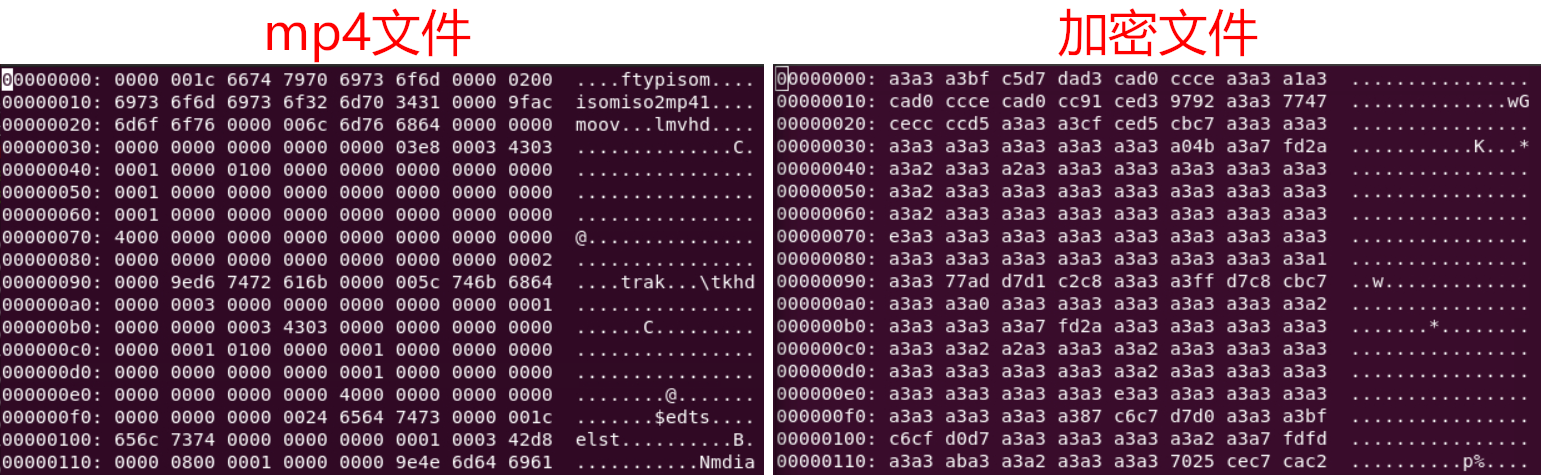 mp4文件
00000000: 0000 001c 6674 7970 6973 6f6d 0000 0200 ....ftypisom....
00000010: 6973 6f6d 6973 6f32 6d70 3431 0000 9fac isomiso2mp41....
00000020: 6d6f 6f76 0000 006c 6d76 6864 0000 0000 moov...lmvhd....
00000030: 0000 0000 0000 0000 0000 03e8 0003 4303 ..............C.
00000040: 0001 0000 0100 0000 0000 0000 0000 0000 ................
00000050: 0001 0000 0000 0000 0000 0000 0000 0000 ................
00000060: 0001 0000 0000 0000 0000 0000 0000 0000 ................
00000070: 4000 0000 0000 0000 0000 0000 0000 0000 @...............
00000080: 0000 0000 0000 0000 0000 0000 0000 0002 ................
00000090: 0000 9ed6 7472 616b 0000 005c 746b 6864 ....trak...\tkhd
000000a0: 0000 0003 0000 0000 0000 0000 0000 0001 ................
000000b0: 0000 0000 0003 4303 0000 0000 0000 0000 ......C.........
000000c0: 0000 0001 0100 0000 0001 0000 0000 0000 ................
000000d0: 0000 0000 0000 0000 0001 0000 0000 0000 ................
000000e0: 0000 0000 0000 0000 4000 0000 0000 0000 ........@.......
000000f0: 0000 0000 0000 0024 6564 7473 0000 001c .......$edts....
00000100: 656c 7374 0000 0000 0000 0001 0003 42d8 elst..........B.
00000110: 0000 0800 0001 0000 0000 9e4e 6d64 6961 ...........Nmdia
加密文件
00000000: a3a3 a3bf c5d7 dad3 cad0 ccce a3a3 a1a3 ................
00000010: cad0 ccce cad0 cc91 ced3 9792 a3a3 7747 ..............wG
00000020: cecc ccd5 a3a3 a3cf ced5 cbc7 a3a3 a3a3 ................
00000030: a3a3 a3a3 a3a3 a3a3 a3a3 a04b a3a7 fd2a ...........K...*
00000040: a3a2 a3a3 a2a3 a3a3 a3a3 a3a3 a3a3 a3a3 ................
00000050: a3a2 a3a3 a3a3 a3a3 a3a3 a3a3 a3a3 a3a3 ................
00000060: a3a2 a3a3 a3a3 a3a3 a3a3 a3a3 a3a3 a3a3 ................
00000070: e3a3 a3a3 a3a3 a3a3 a3a3 a3a3 a3a3 a3a3 ................
00000080: a3a3 a3a3 a3a3 a3a3 a3a3 a3a3 a3a3 a3a1 ................
00000090: a3a3 77ad d7d1 c2c8 a3a3 a3ff d7c8 cbc7 ..w.............
000000a0: a3a3 a3a0 a3a3 a3a3 a3a3 a3a3 a3a3 a3a2 ................
000000b0: a3a3 a3a3 a3a7 fd2a a3a3 a3a3 a3a3 a3a3 .......*........
000000c0: a3a3 a3a2 a2a3 a3a3 a3a2 a3a3 a3a3 a3a3 ................
000000d0: a3a3 a3a3 a3a3 a3a3 a3a2 a3a3 a3a3 a3a3 ................
000000e0: a3a3 a3a3 a3a3 a3a3 e3a3 a3a3 a3a3 a3a3 ................
000000f0: a3a3 a3a3 a3a3 a387 c6c7 d7d0 a3a3 a3bf ................
00000100: c6cf d0d7 a3a3 a3a3 a3a3 a3a2 a3a7 fdfd ................
00000110: a3a3 aba3 a3a2 a3a3 a3a3 7025 cec7 cac2 ..........p%....